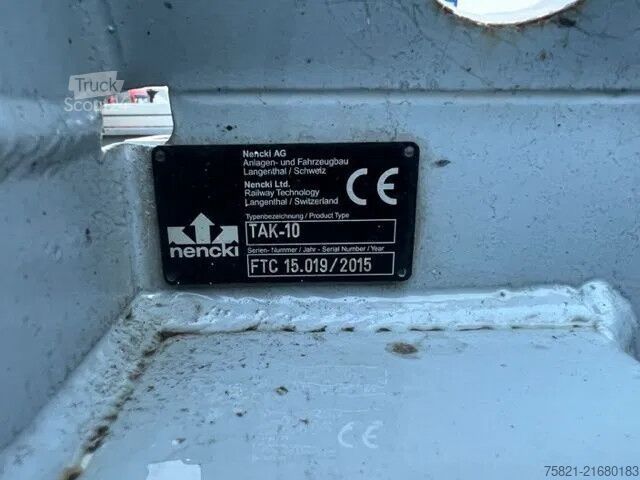 Truck
Scout24
Nencki AG
Anlagen- und Fahrzeugbau
Langenthal / Schweiz
Nencki Ltd.
Railway Technology
Langenthal / Switzerland
CE
Typenbezeichnung / Product Type
TAK-10
Serien- Nummer / Jahr - Serial Number / Year
FTC 15.019/2015
nencki
CE
75821-21680183